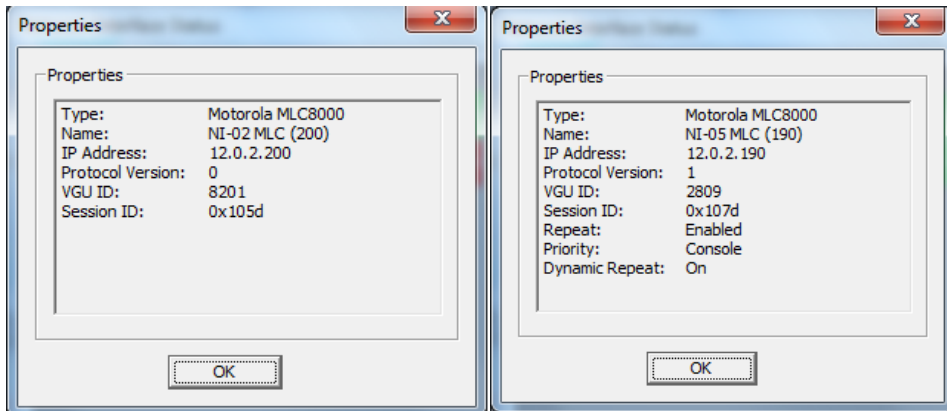 Properties
Properties
Type: Motorola MLC8000
Name: NI-02 MLC (200)
IP Address: 12.0.2.200
Protocol Version: 0
VGU ID: 8201
Session ID: 0x105d
OK
Properties
Properties
Type: Motorola MLC8000
Name: NI-05 MLC (190)
IP Address: 12.0.2.190
Protocol Version: 1
VGU ID: 2809
Session ID: 0x107d
Repeat: Enabled
Priority: Console
Dynamic Repeat: On
OK